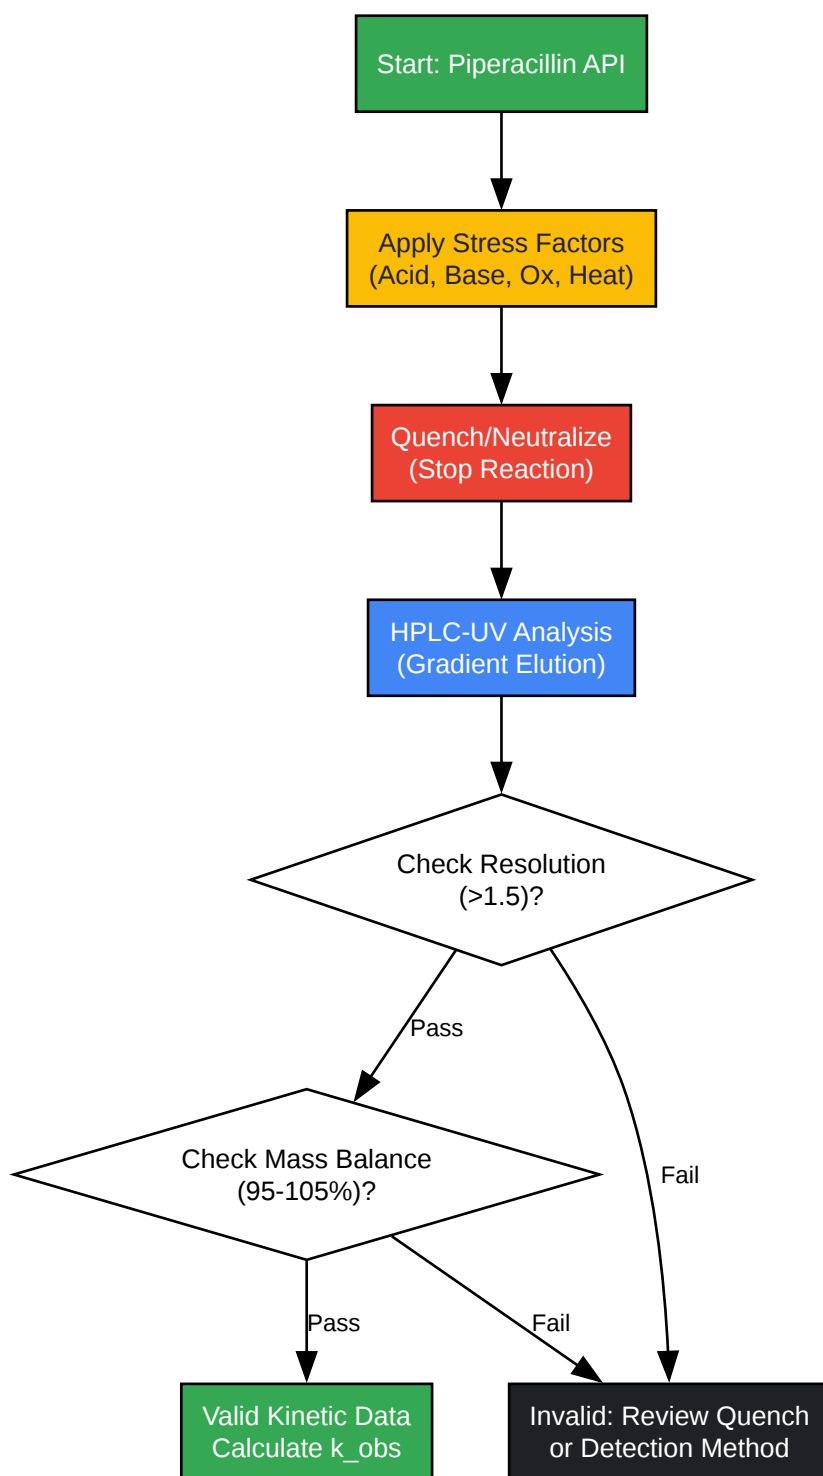 Start: Piperacillin API
Apply Stress Factors
(Acid, Base, Ox, Heat)
Quench/Neutralize
(Stop Reaction)
HPLC-UV Analysis
(Gradient Elution)
Check Resolution
(>1.5)?
Pass
Check Mass Balance
(95-105%)?
Fail
Pass
Fail
Valid Kinetic Data
Calculate k_obs
Invalid: Review Quench
or Detection Method